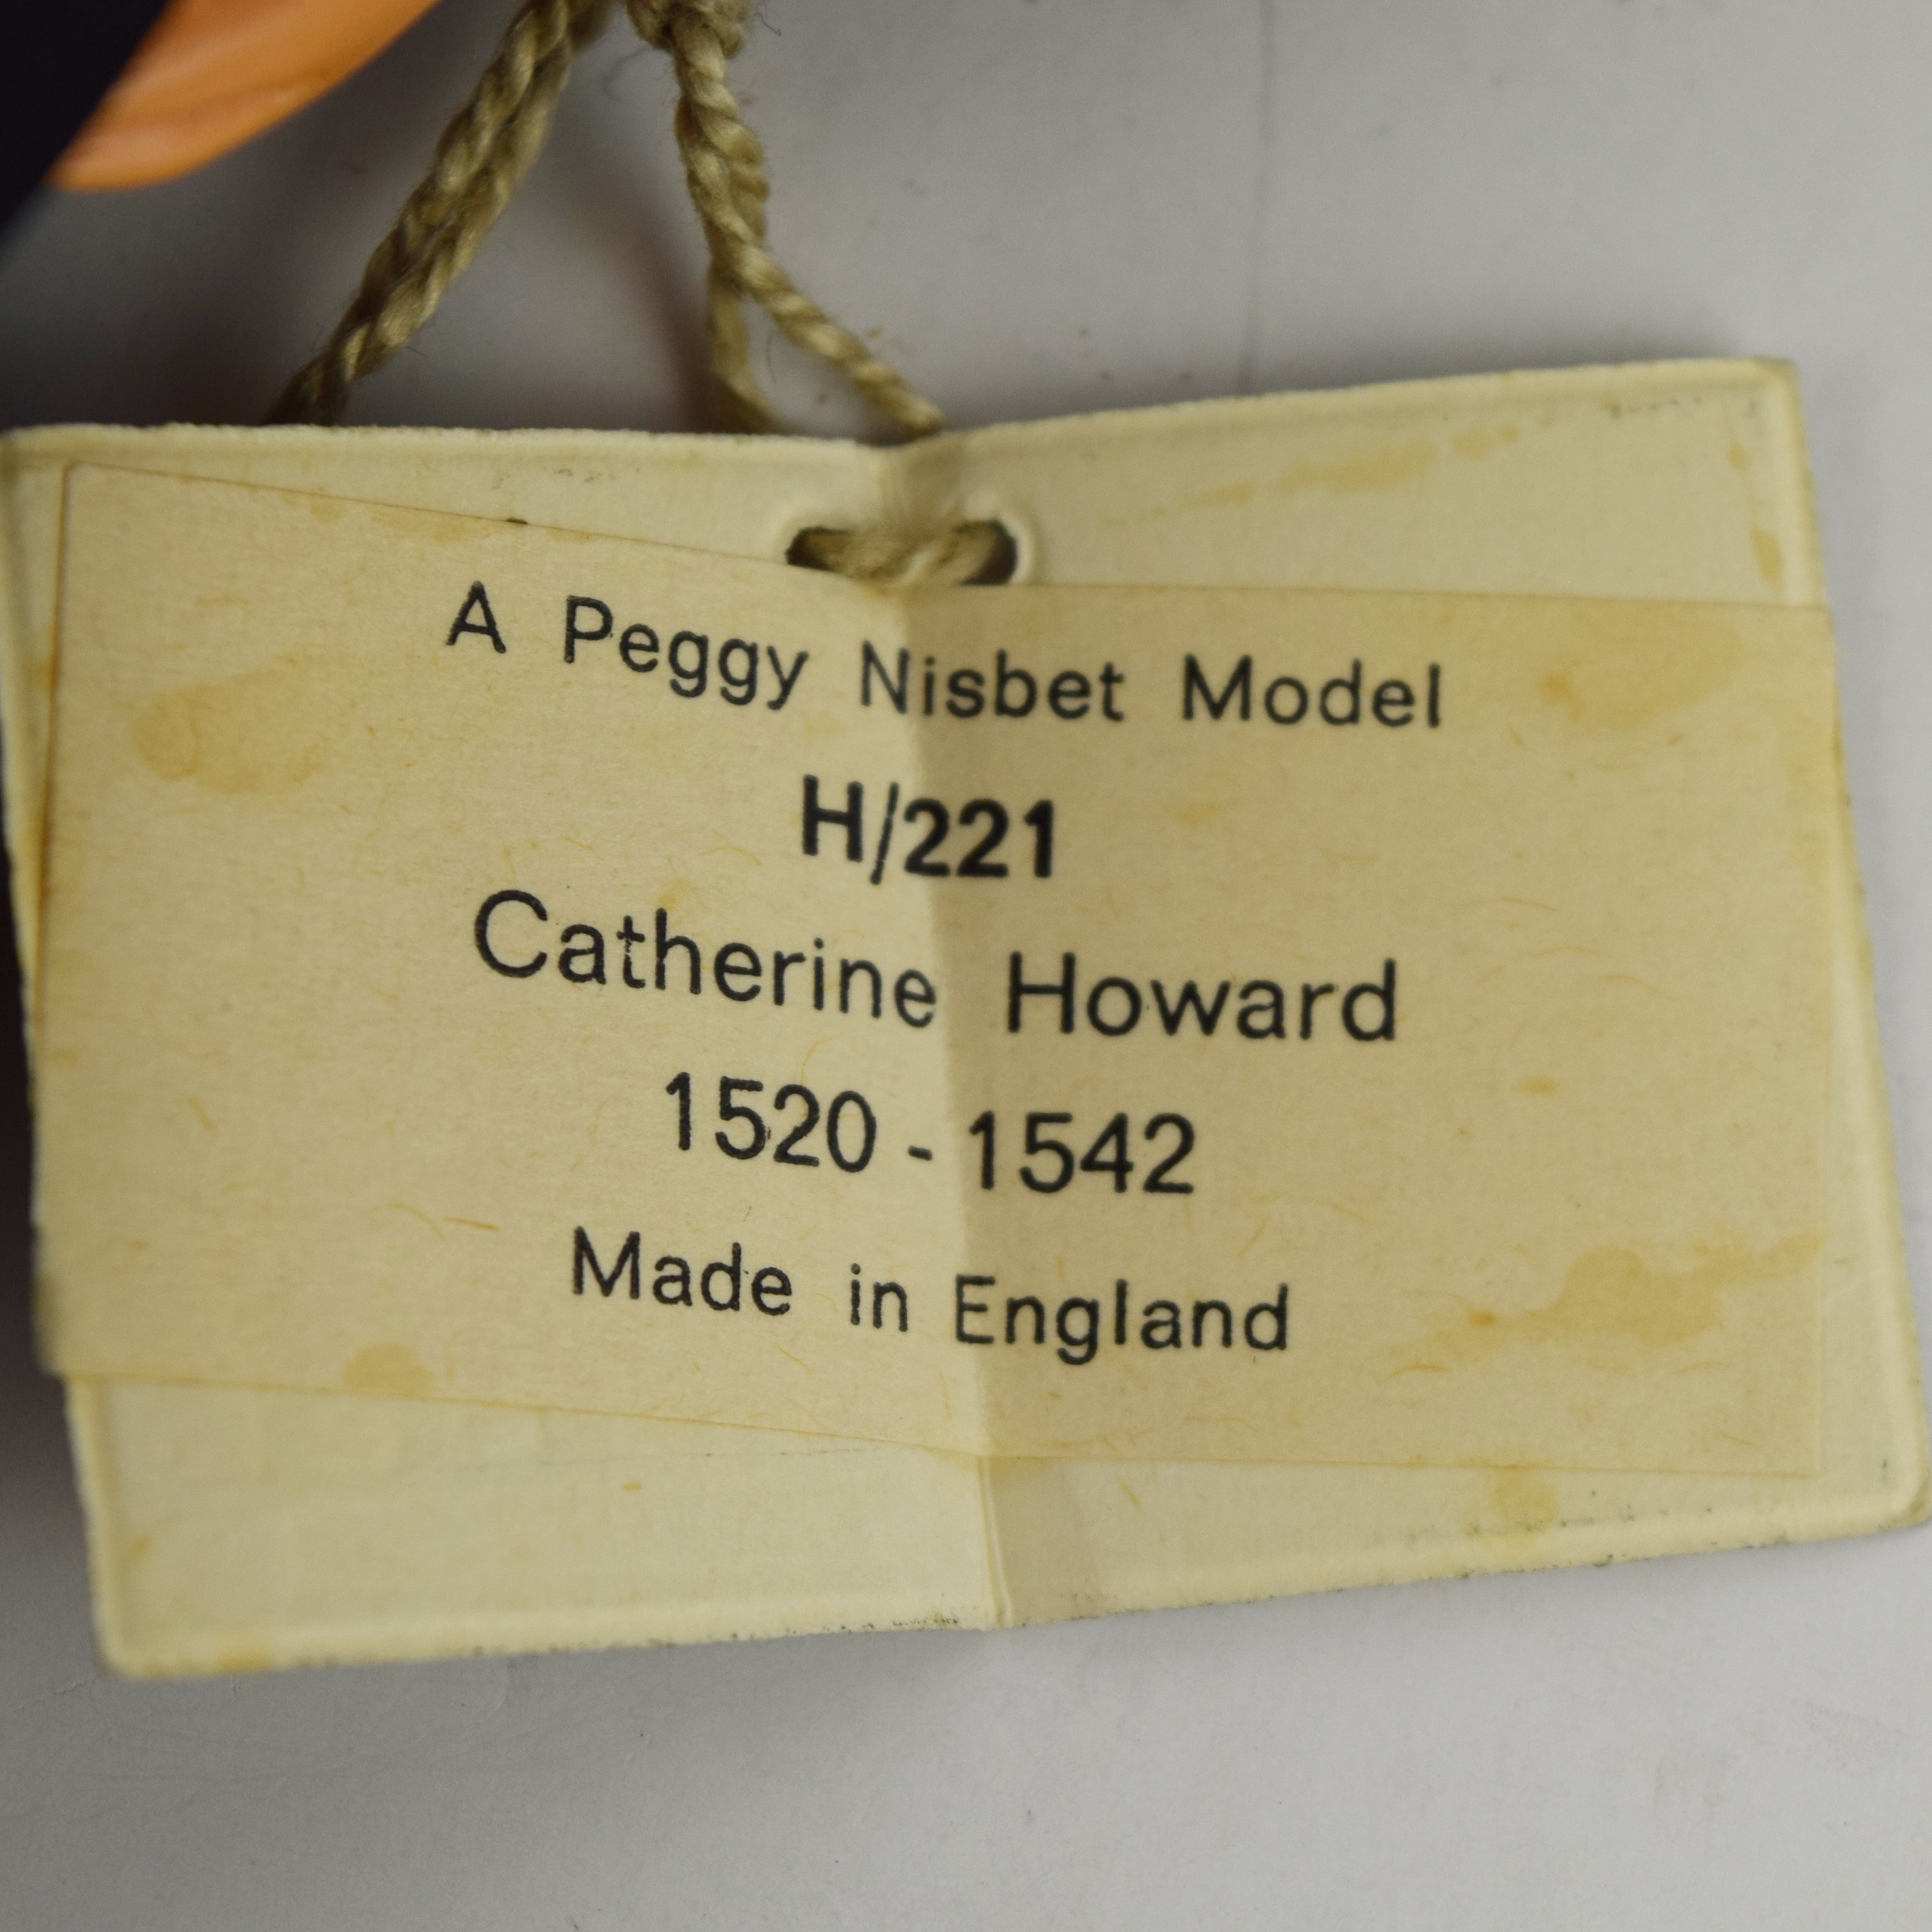 A Peggy Nisbet Model
H/221
Catherine Howard
1520 - 1542
Made in England